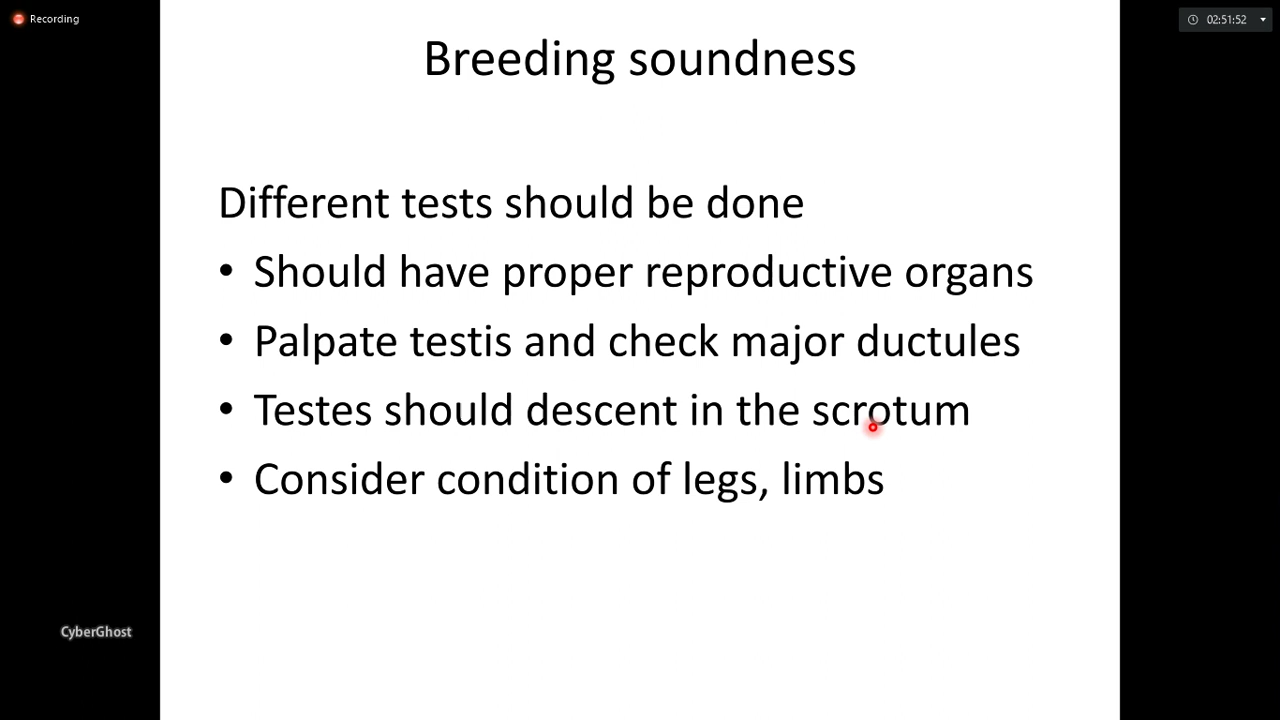 Recording
02:51:52
Breeding soundness
Different tests should be done
• Should have proper reproductive organs
• Palpate testis and check major ductules
• Testes should descent in the scrotum
• Consider condition of legs, limbs
CyberGhost